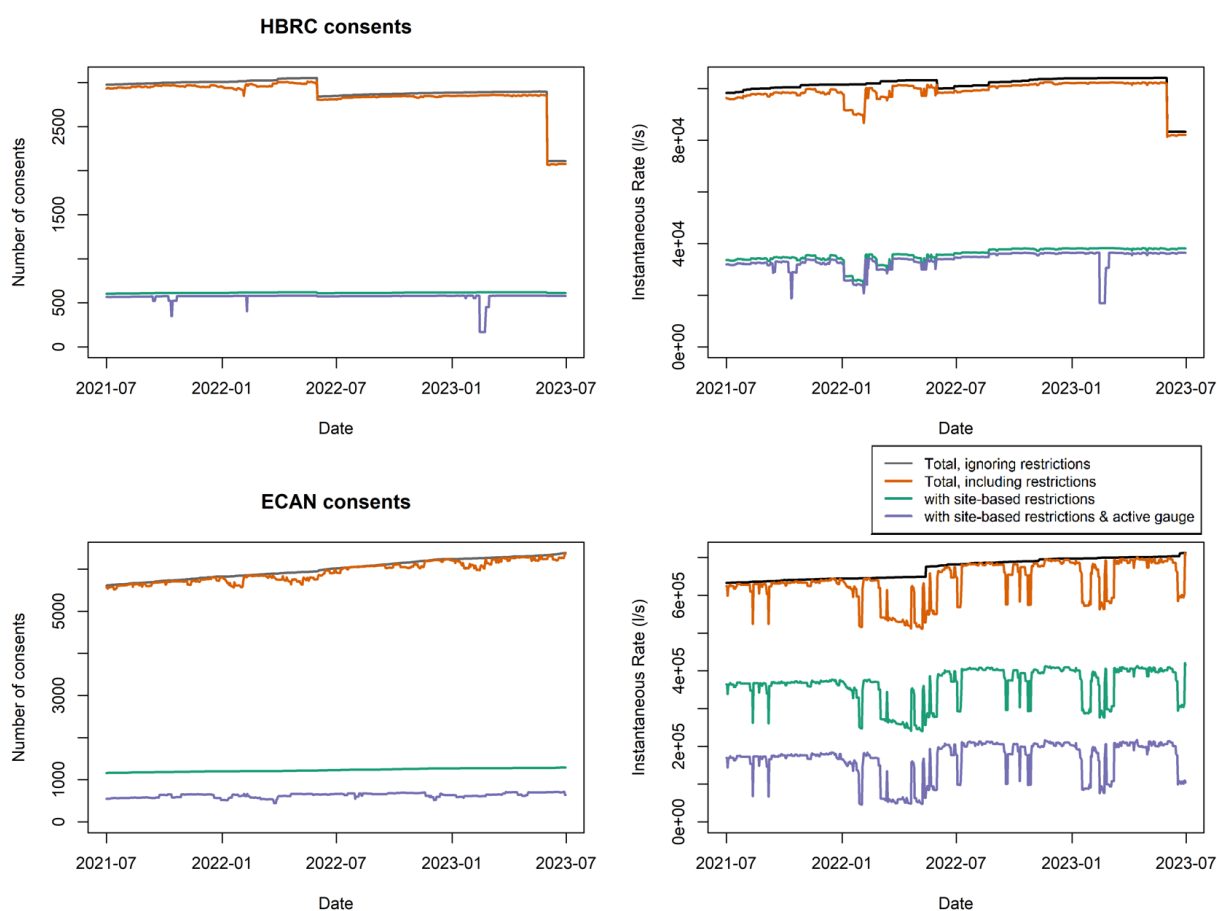 HBRC consents
Number of consents
2500
1500
500
0
2021-07 2022-01 2022-07 2023-01 2023-07
Date
Instantaneous Rate (l/s)
8e+04
4e+04
0e+00
2021-07 2022-01 2022-07 2023-01 2023-07
Date
Total, ignoring restrictions
Total, including restrictions
with site-based restrictions
with site-based restrictions & active gauge
ECAN consents
Number of consents
5000
3000
1000
0
2021-07 2022-01 2022-07 2023-01 2023-07
Date
Instantaneous Rate (l/s)
6e+05
4e+05
2e+05
0e+00
2021-07 2022-01 2022-07 2023-01 2023-07
Date